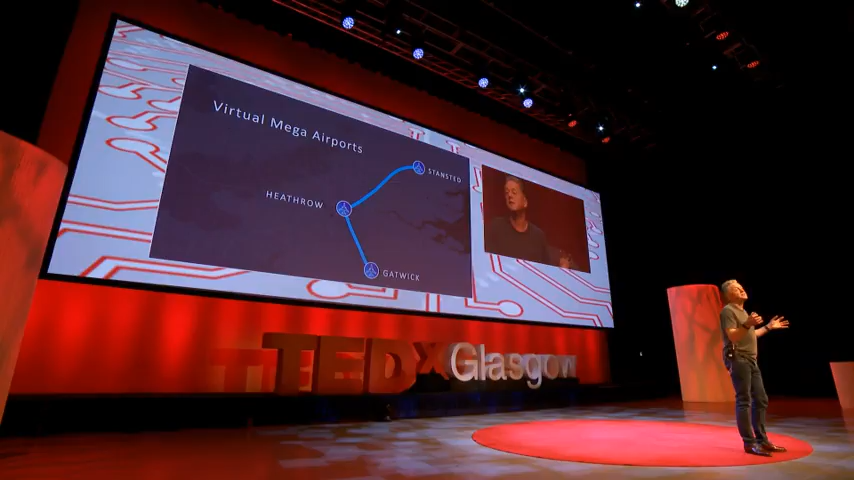 Virtual Mega Airports
STANSTED
HEATHROW
GATWICK
TEDxGlasgow